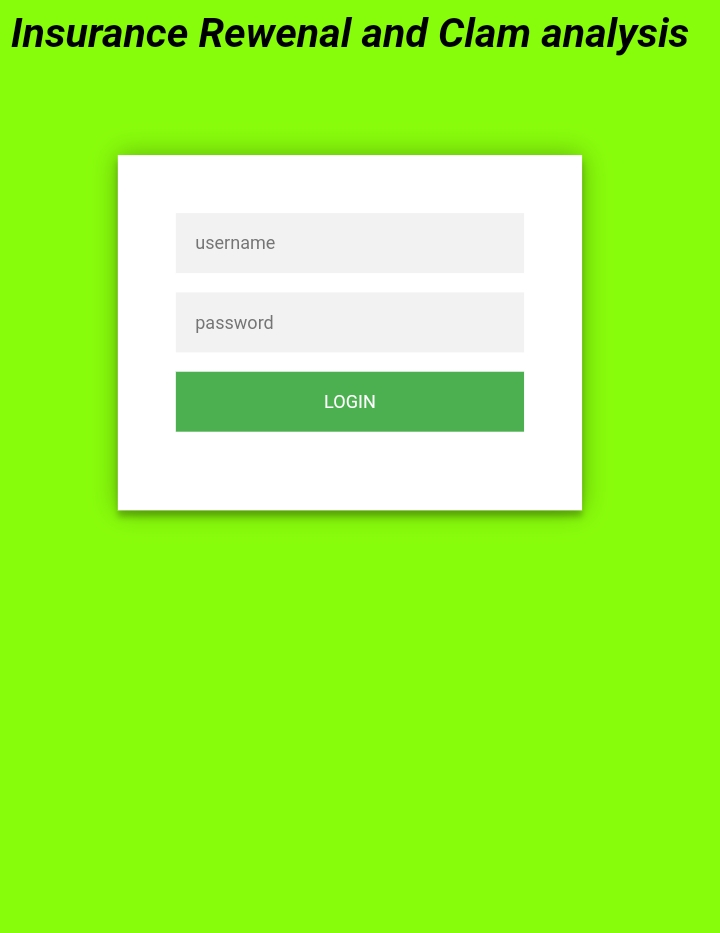 Insurance Rewenal and Clam analysis
username
password
LOGIN